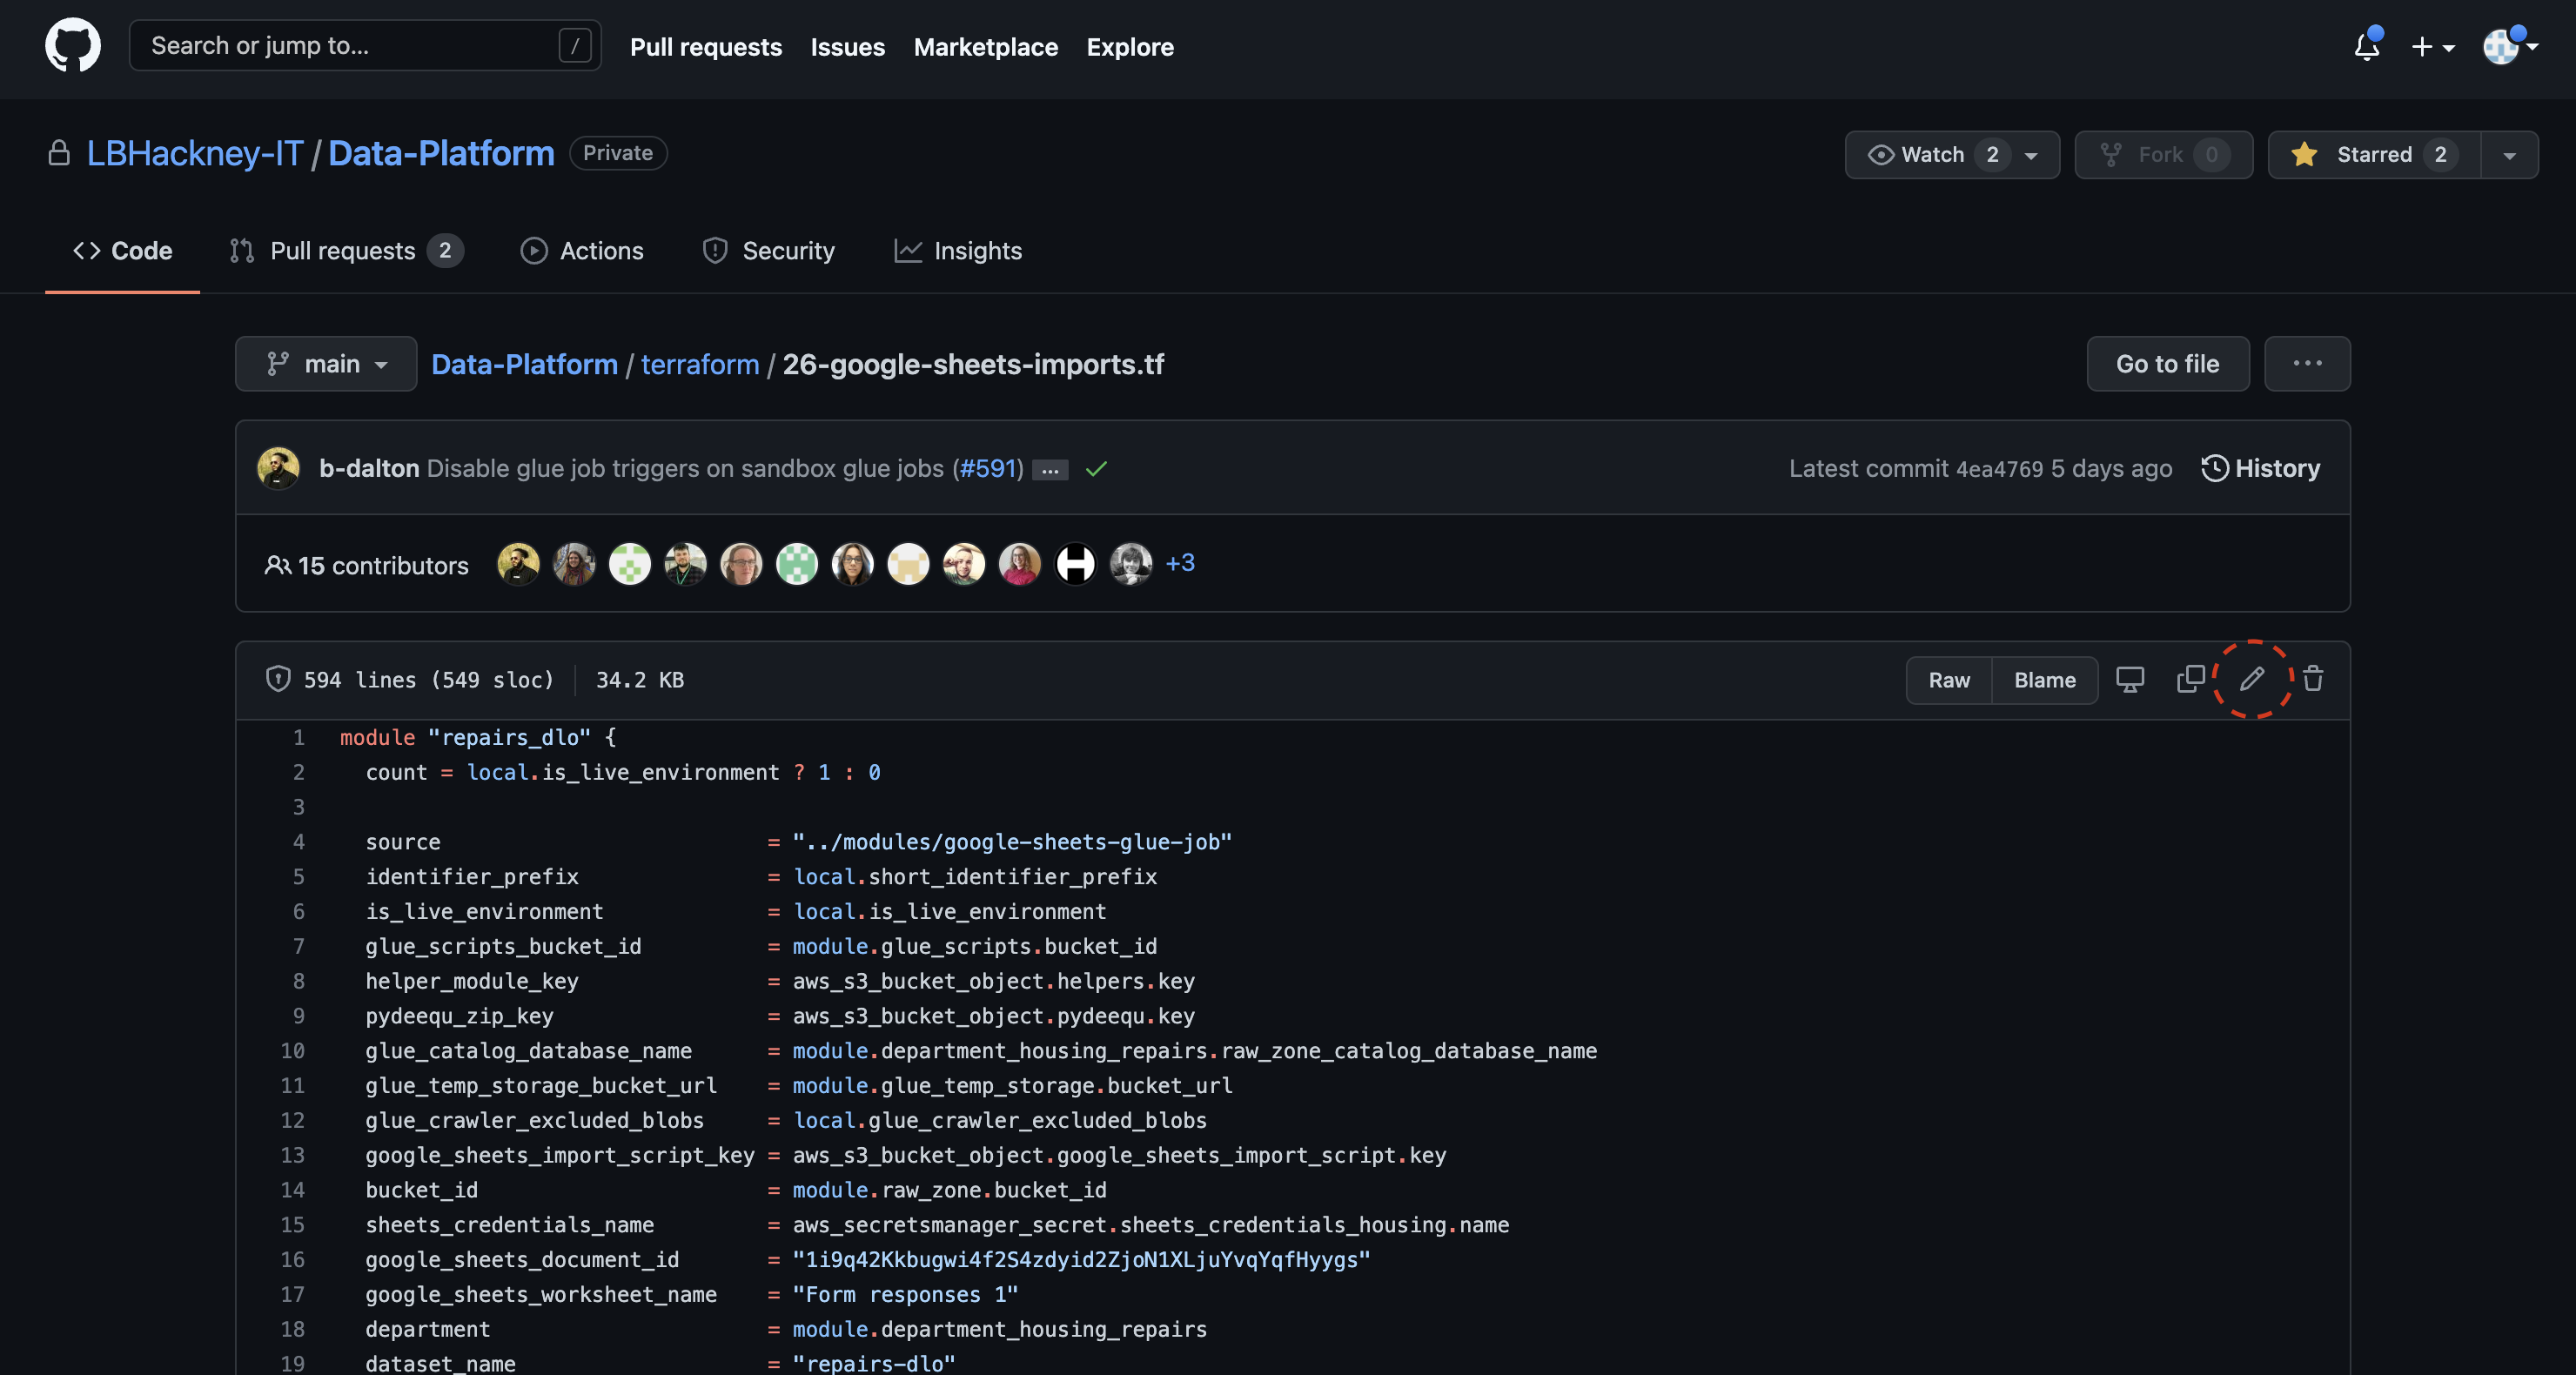 Search or jump to... / Pull requests Issues Marketplace Explore
LBHackney-IT / Data-Platform Private Watch 2 Fork 0 Starred 2
Code Pull requests 2 Actions Security Insights
main Data-Platform / terraform / 26-google-sheets-imports.tf Go to file ...
b-dalton Disable glue job triggers on sandbox glue jobs (#591) ... Latest commit 4ea4769 5 days ago History
15 contributors +3
594 lines (549 sloc) 34.2 KB Raw Blame
1 module "repairs_dlo" {
2 count = local.is_live_environment ? 1 : 0
3
4 source = "../modules/google-sheets-glue-job"
5 identifier_prefix = local.short_identifier_prefix
6 is_live_environment = local.is_live_environment
7 glue_scripts_bucket_id = module.glue_scripts.bucket_id
8 helper_module_key = aws_s3_bucket_object.helpers.key
9 pydeequ_zip_key = aws_s3_bucket_object.pydeequ.key
10 glue_catalog_database_name = module.department_housing_repairs.raw_zone_catalog_database_name
11 glue_temp_storage_bucket_url = module.glue_temp_storage.bucket_url
12 glue_crawler_excluded_blobs = local.glue_crawler_excluded_blobs
13 google_sheets_import_script_key = aws_s3_bucket_object.google_sheets_import_script.key
14 bucket_id = module.raw_zone.bucket_id
15 sheets_credentials_name = aws_secretsmanager_secret.sheets_credentials_housing.name
16 google_sheets_document_id = "1i9q42Kkbugwi4f2S4zdyid2ZjoN1XLjuYvqYqfHyygs"
17 google_sheets_worksheet_name = "Form responses 1"
18 department = module.department_housing_repairs
19 dataset_name = "repairs-dlo"